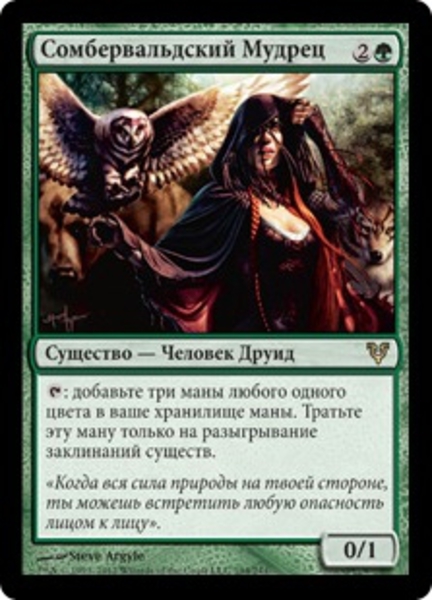 Сомбервальдский Мудрец 2
Существо — Человек Друид
: добавьте три маны любого одного
цвета в ваше хранилище маны. Тратьте
эту ману только на разыгрывание
заклинаний существ.
«Когда вся сила природы на твоей стороне,
ты можешь встретить любую опасность
лицом к лицу».
Steve Argyle
0/1